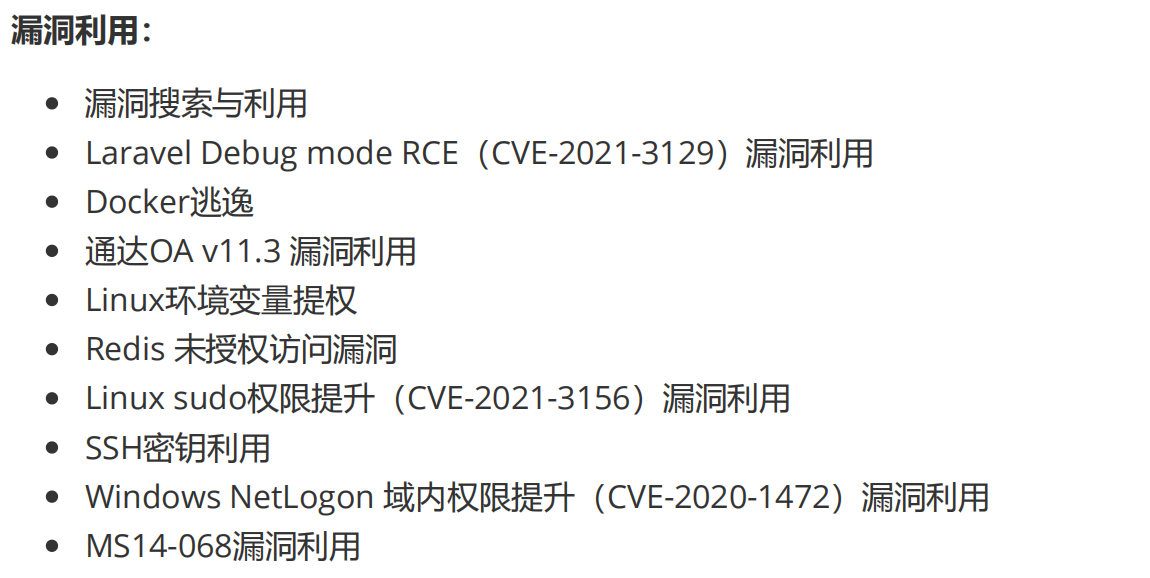 漏洞利用：
漏洞搜索与利用
Laravel Debug mode RCE（CVE-2021-3129）漏洞利用
Docker逃逸
通达OA v11.3 漏洞利用
Linux环境变量提权
Redis 未授权访问漏洞
Linux sudo权限提升（CVE-2021-3156）漏洞利用
SSH密钥利用
Windows NetLogon 域内权限提升（CVE-2020-1472）漏洞利用
MS14-068漏洞利用